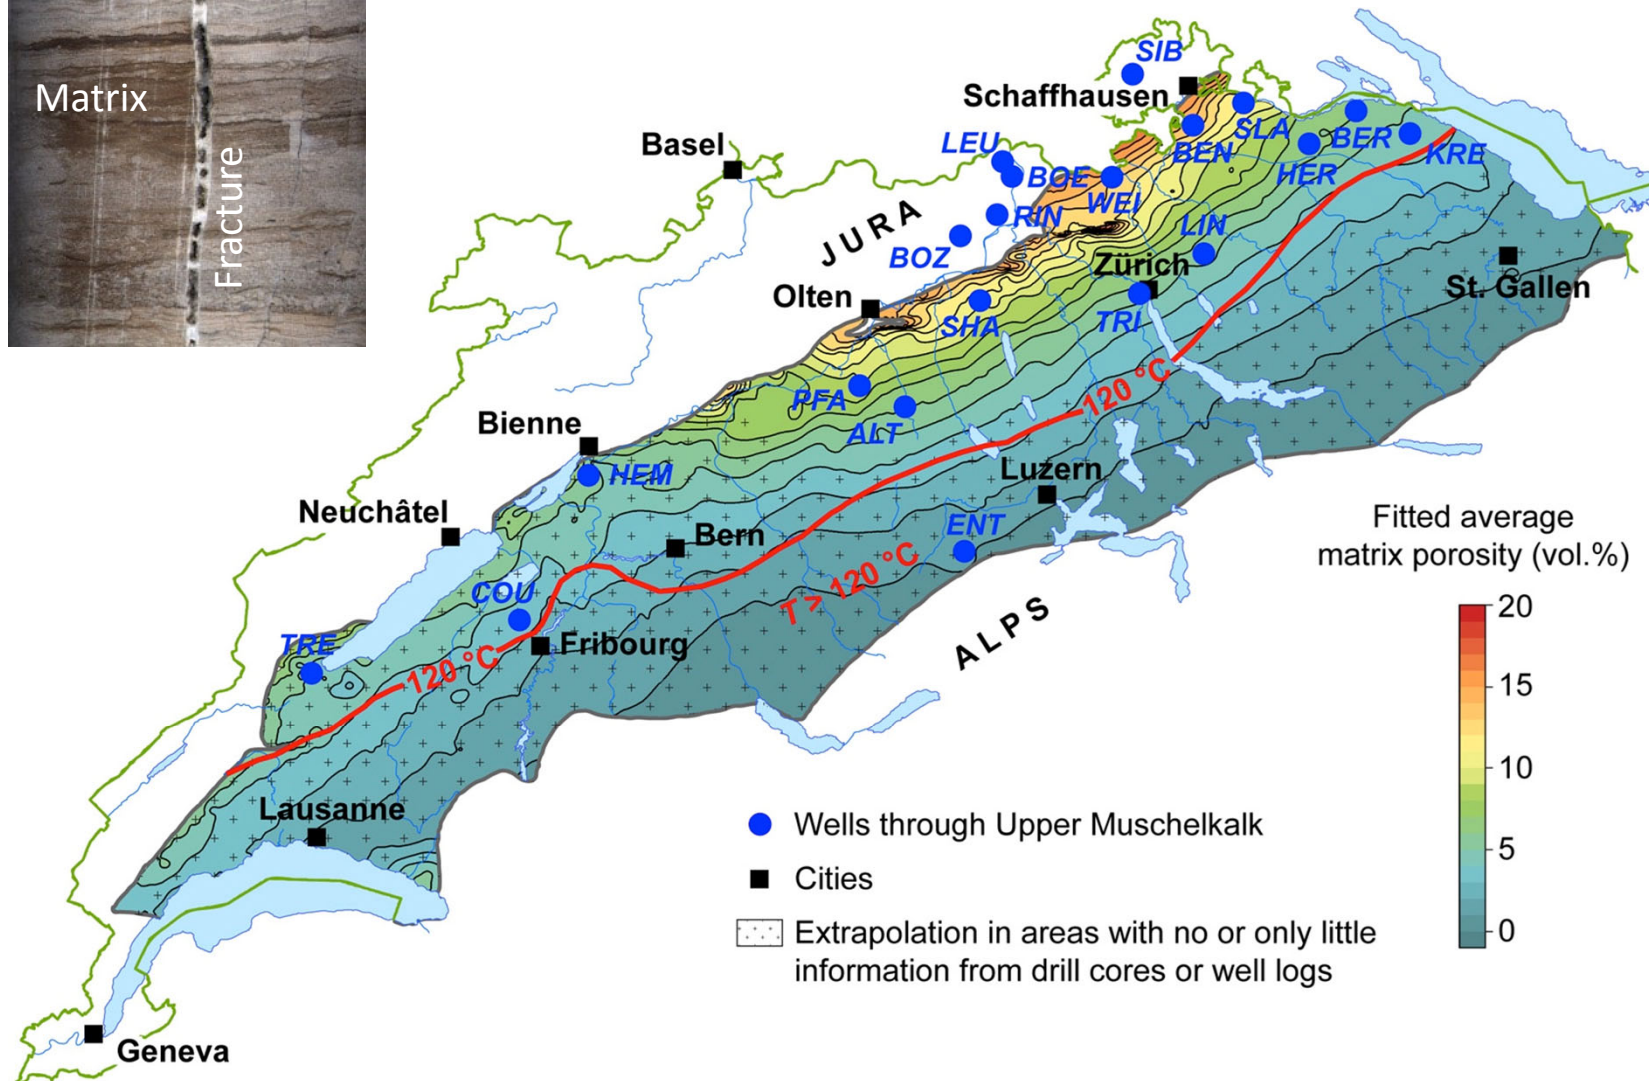 Matrix
Fracture
SIB
Schaffhausen
SLA
BEN
BER
KRE
HER
LEU
BOE
WEI
RIN
LIN
BOZ
Basel
JURA
Zürich
St. Gallen
Olten
SHA
TRI
PFA
ALT
120 °C
Bienne
HEM
Luzern
Neuchâtel
Bern
ENT
T > 120 °C
COU
Fribourg
TRE
120 °C
ALPS
Lausanne
Geneva
Fitted average
matrix porosity (vol.%)
20
15
10
5
0
Wells through Upper Muschelkalk
Cities
Extrapolation in areas with no or only little
information from drill cores or well logs